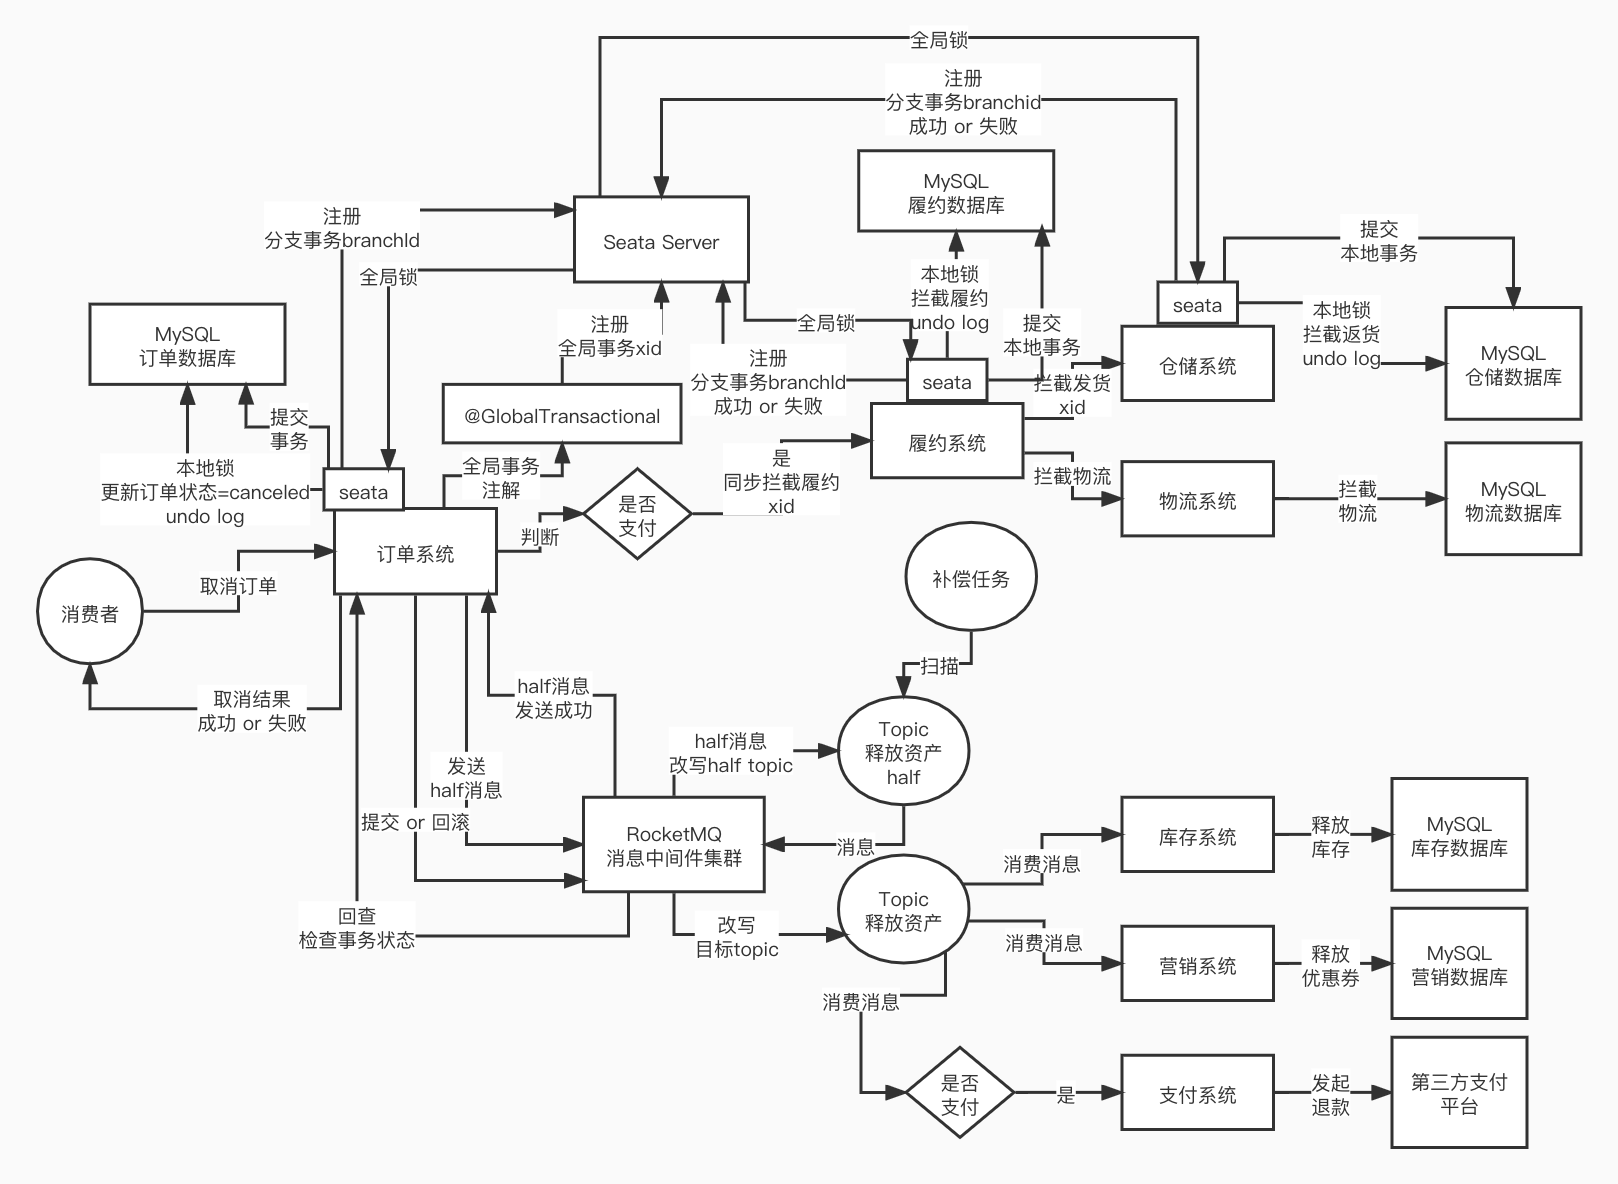 全局锁
注册
分支事务branchid
成功 or 失败
MySQL
履约数据库
注册
分支事务branchId
Seata Server
提交
本地事务
全局锁
本地锁
拦截履约
undo log
seata
本地锁
拦截返货
undo log
MySQL
订单数据库
注册
全局事务xid
全局锁
提交
本地事务
MySQL
仓储数据库
仓储系统
注册
分支事务branchId
成功 or 失败
seata
拦截发货
xid
@GlobalTransactional
提交
事务
履约系统
本地锁
更新订单状态=canceled
undo log
seata
全局事务
注解
是
同步拦截履约
xid
拦截物流
物流系统
拦截
物流
MySQL
物流数据库
是否
支付
判断
订单系统
取消订单
消费者
补偿任务
扫描
取消结果
成功 or 失败
half消息
发送成功
half消息
改写half topic
Topic
释放资产
half
发送
half消息
提交 or 回滚
RocketMQ
消息中间件集群
消息
消费消息
库存系统
释放
库存
MySQL
库存数据库
Topic
释放资产
回查
检查事务状态
改写
目标topic
消费消息
营销系统
释放
优惠券
MySQL
营销数据库
消费消息
是否
支付
是
支付系统
发起
退款
第三方支付
平台